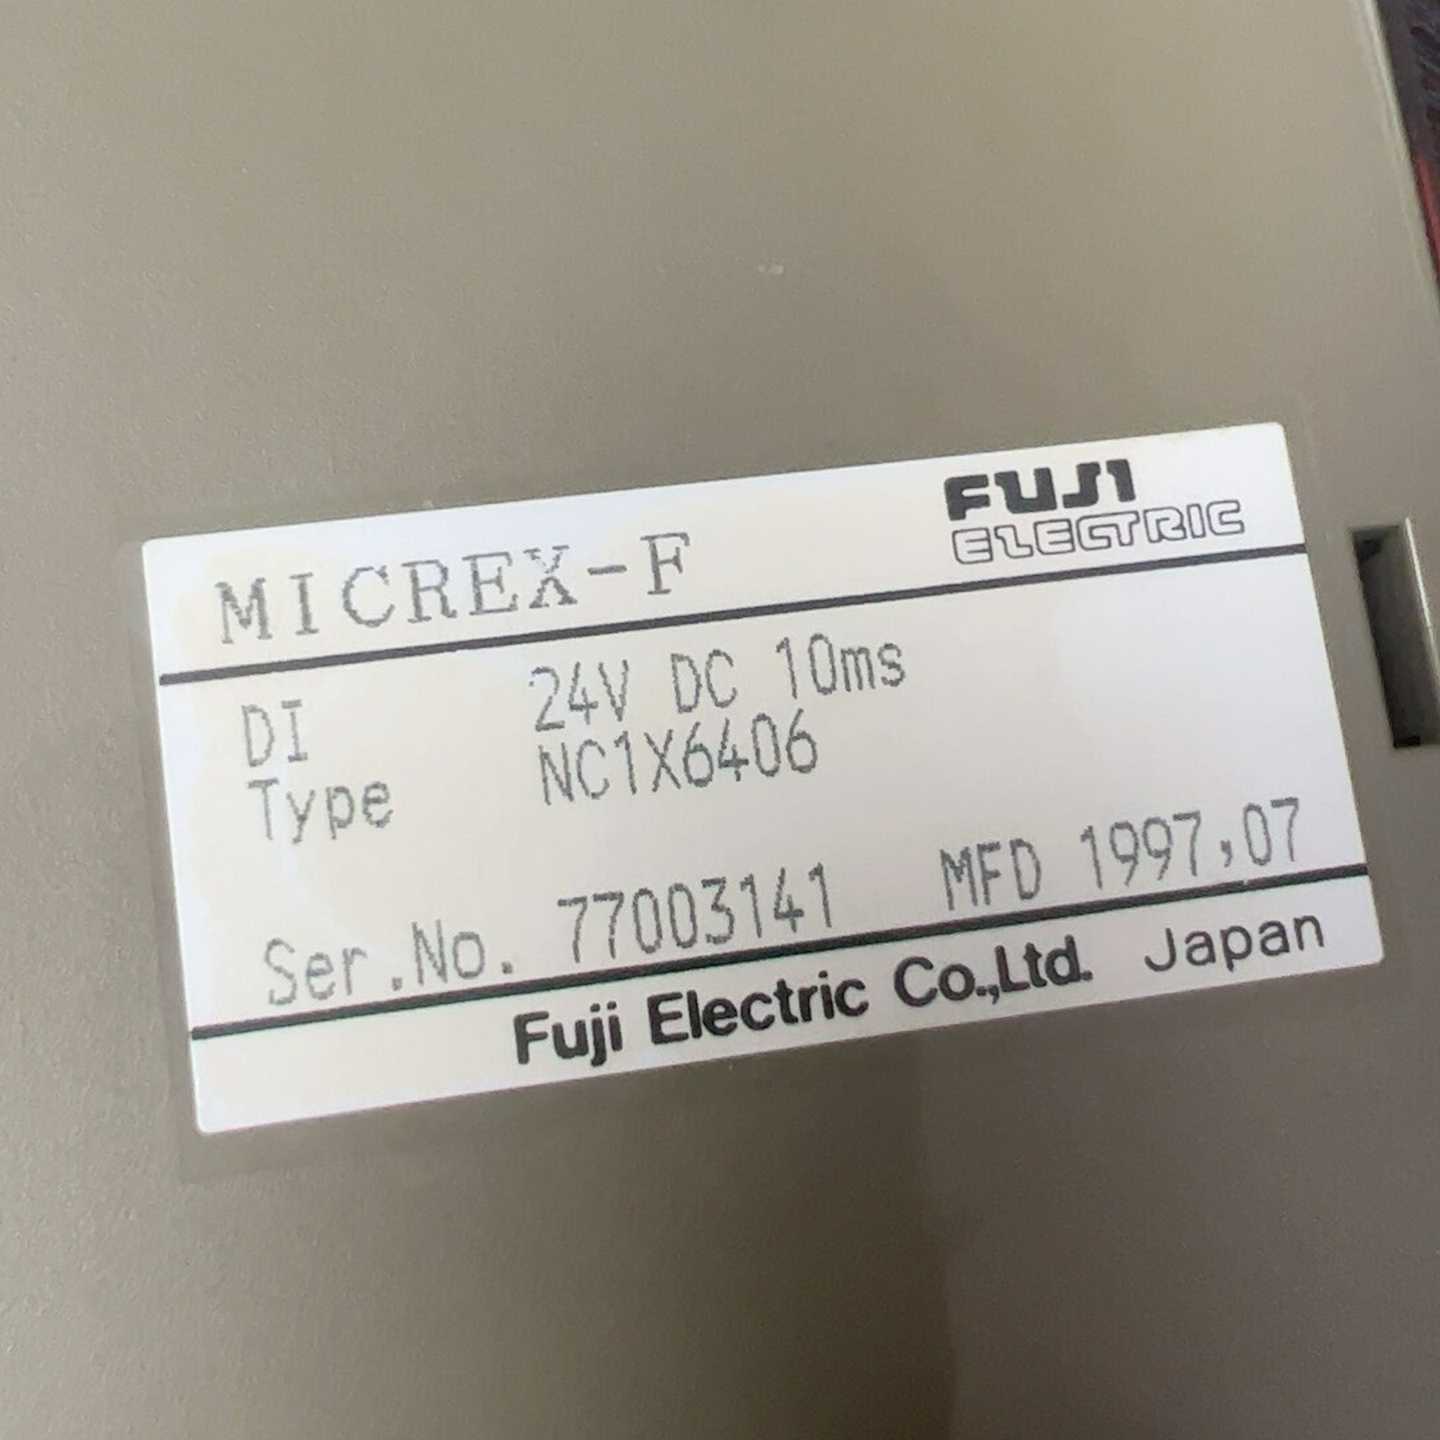 MICREX-F
FUJI
ELECTRIC
DI 24V DC 10ms
Type NC1X6406
Ser.No. 77003141 MFD 1997,07
Fuji Electric Co.,Ltd. Japan